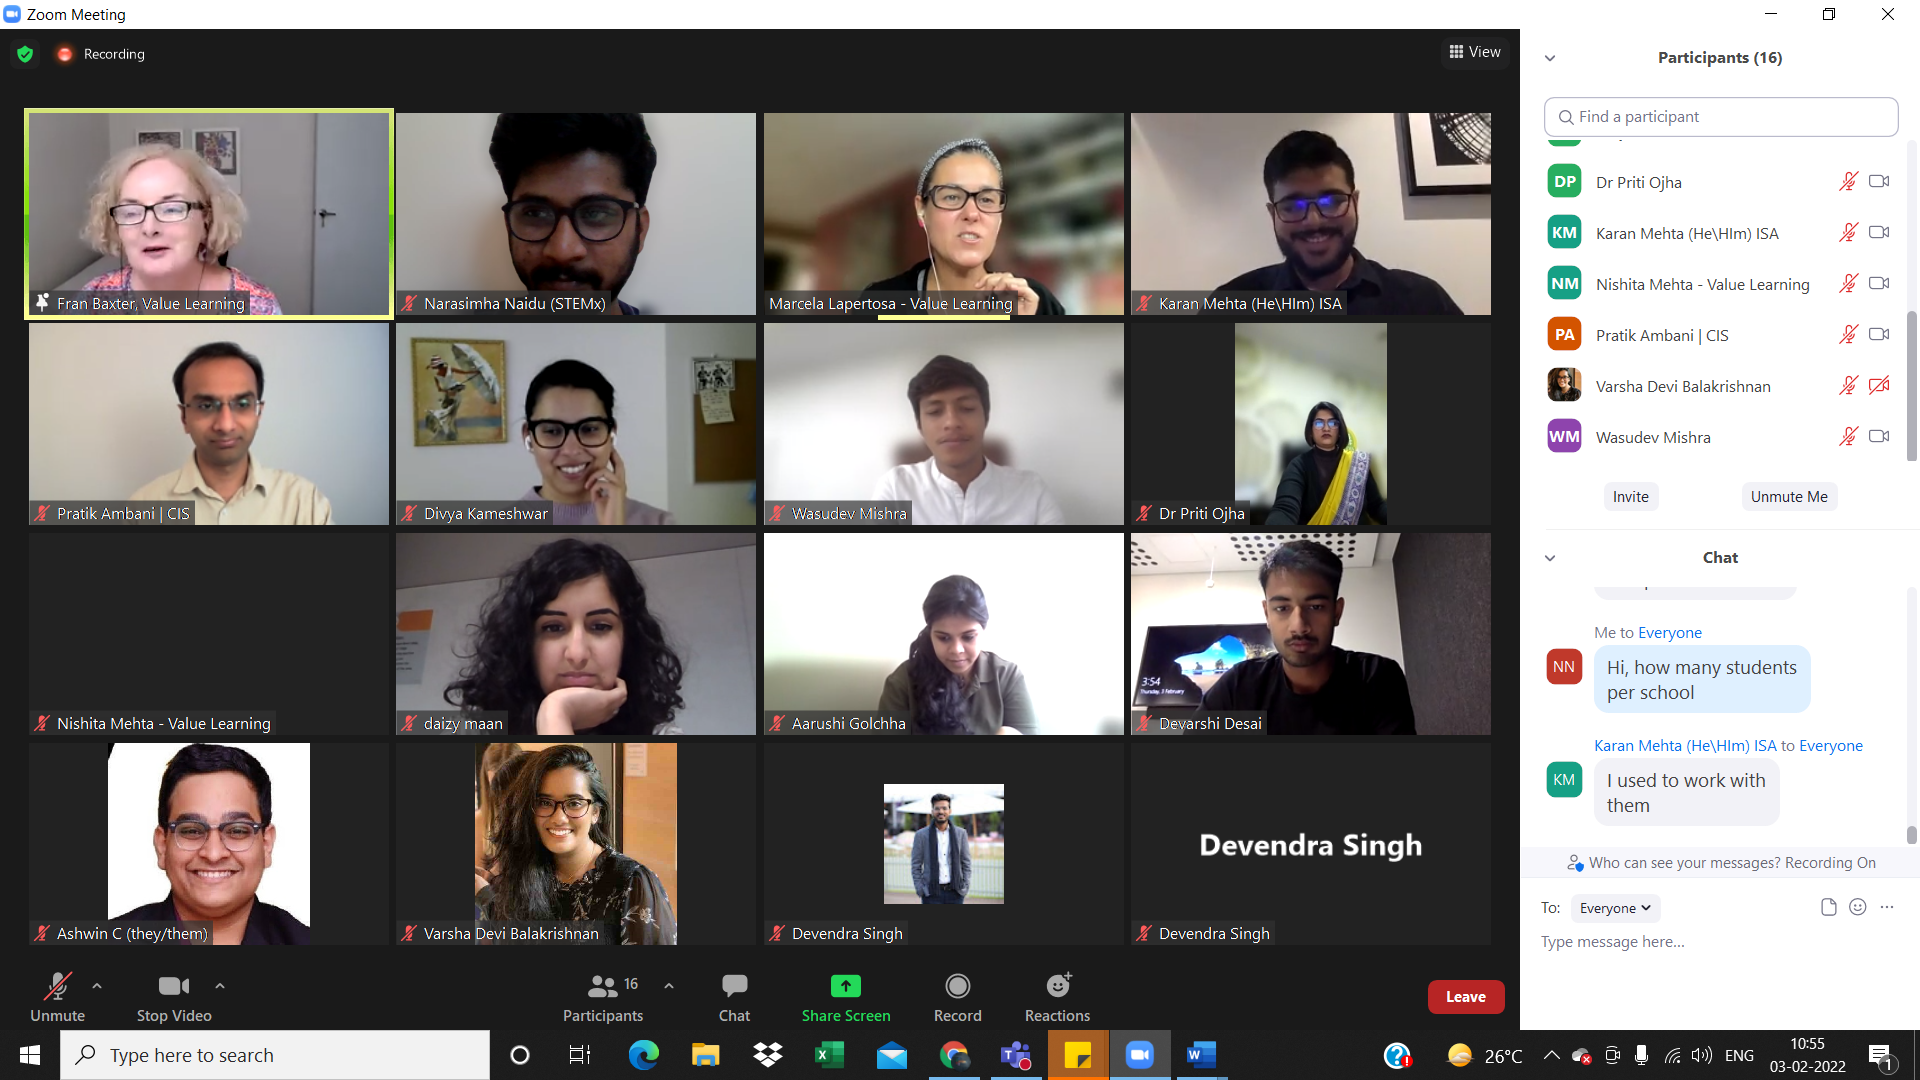 Zoom Meeting
Recording
View
Fran Baxter, Value Learning
Narasimha Naidu (STEMx)
Marcela Lapertosa - Value Learning
Karan Mehta (He\HIm) ISA
Pratik Ambani | CIS
Divya Kameshwar
Wasudev Mishra
Dr Priti Ojha
Nishita Mehta - Value Learning
daizy maan
Aarushi Golchha
3:54
Thursday, 3 February
Devarshi Desai
Ashwin C (they/them)
Varsha Devi Balakrishnan
Devendra Singh
Devendra Singh
Devendra Singh
Participants (16)
Find a participant
DP Dr Priti Ojha
KM Karan Mehta (He\HIm) ISA
NM Nishita Mehta - Value Learning
PA Pratik Ambani | CIS
Varsha Devi Balakrishnan
WM Wasudev Mishra
Invite Unmute Me
Chat
Me to Everyone
NN Hi, how many students
per school
Karan Mehta (He\HIm) ISA to Everyone
KM I used to work with
them
Who can see your messages? Recording On
To: Everyone
Type message here...
Unmute
Stop Video
16
Participants
Chat
Share Screen
Record
Reactions
Leave
Type here to search
26°C
ENG
10:55
03-02-2022
1